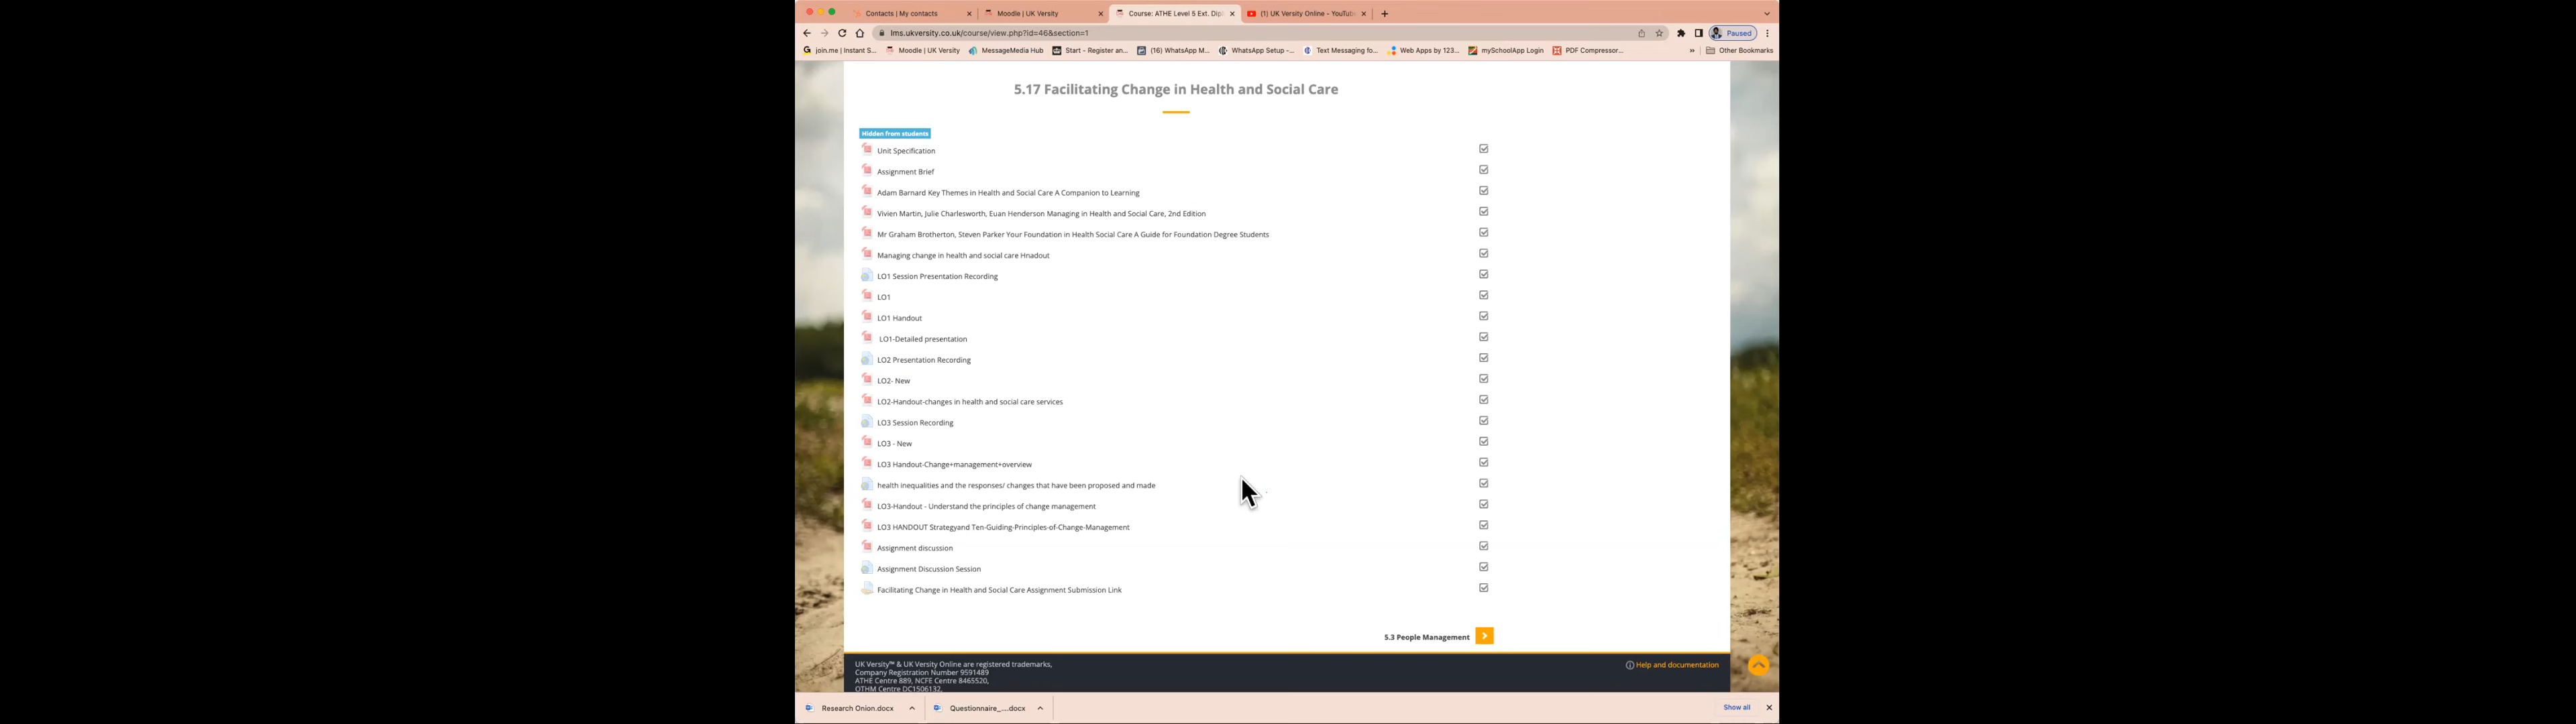 Contacts | My contacts
Moodle | UK Versity
Course: ATHE Level 5 Ext. Dip
(1) UK Versity Online - YouTub
lms.ukversity.co.uk/course/view.php?id=46&section=1
Paused
join.me | Instant S...
Moodle | UK Versity
MessageMedia Hub
Start - Register an...
(16) WhatsApp M...
WhatsApp Setup -...
Text Messaging fo...
Web Apps by 123...
mySchoolApp Login
PDF Compressor...
»
Other Bookmarks
5.17 Facilitating Change in Health and Social Care
Hidden from students
Unit Specification
Assignment Brief
Adam Barnard Key Themes in Health and Social Care A Companion to Learning
Vivien Martin, Julie Charlesworth, Euan Henderson Managing in Health and Social Care, 2nd Edition
Mr Graham Brotherton, Steven Parker Your Foundation in Health Social Care A Guide for Foundation Degree Students
Managing change in health and social care Hnadout
LO1 Session Presentation Recording
LO1
LO1 Handout
LO1-Detailed presentation
LO2 Presentation Recording
LO2- New
LO2-Handout-changes in health and social care services
LO3 Session Recording
LO3 - New
LO3 Handout-Change+management+overview
health inequalities and the responses/ changes that have been proposed and made
LO3-Handout - Understand the principles of change management
LO3 HANDOUT Strategyand Ten-Guiding-Principles-of-Change-Management
Assignment discussion
Assignment Discussion Session
Facilitating Change in Health and Social Care Assignment Submission Link
5.3 People Management
UK Versity™ & UK Versity Online are registered trademarks,
Company Registration Number 9591489
ATHE Centre 889, NCFE Centre 8465520,
OTHM Centre DC1506132,
Help and documentation
Research Onion.docx
Questionnaire_....docx
Show all